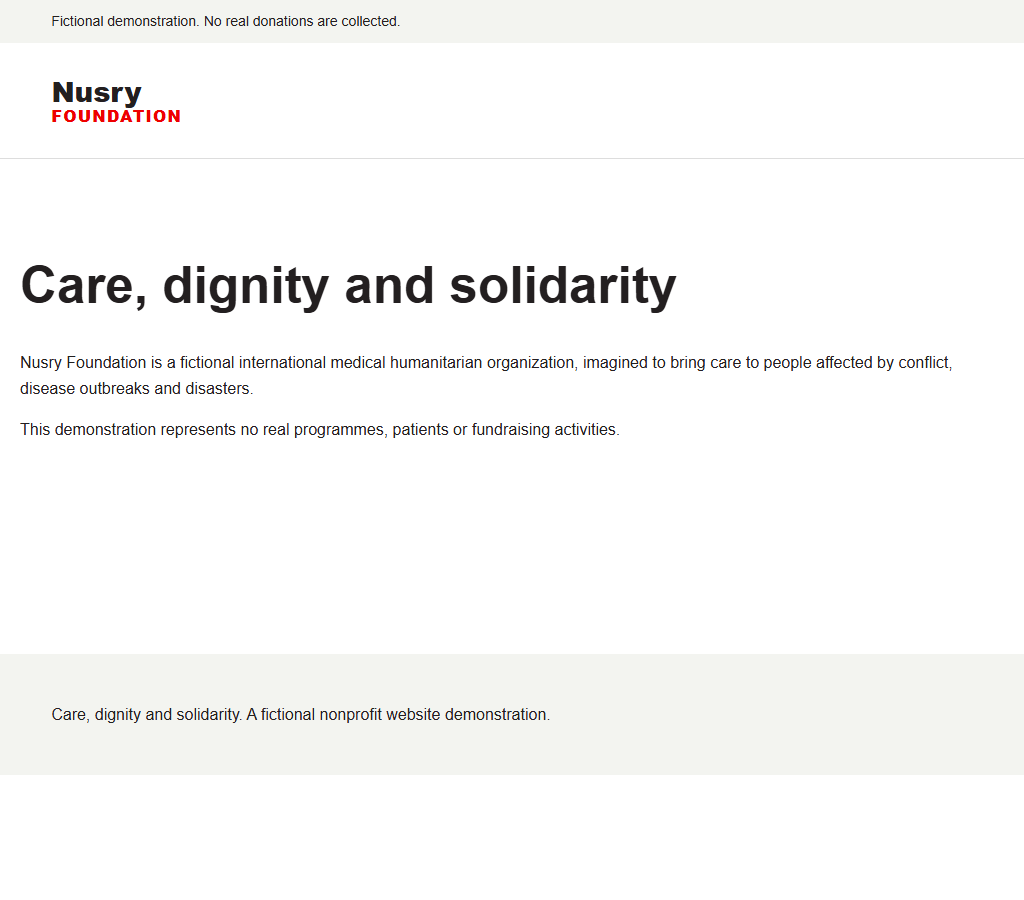 Fictional demonstration. No real donations are collected.
Nusry
FOUNDATION
Care, dignity and solidarity
Nusry Foundation is a fictional international medical humanitarian organization, imagined to bring care to people affected by conflict,
disease outbreaks and disasters.
This demonstration represents no real programmes, patients or fundraising activities.
Care, dignity and solidarity. A fictional nonprofit website demonstration.